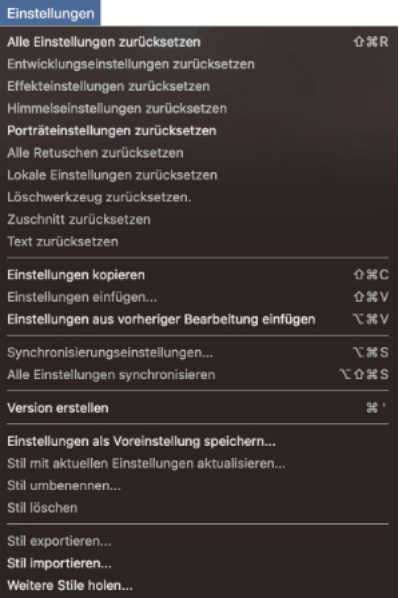 Einstellungen
Alle Einstellungen zurücksetzen ⇧⌘R
Entwicklungseinstellungen zurücksetzen
Effekteinstellungen zurücksetzen
Himmelseinstellungen zurücksetzen
Porträteinstellungen zurücksetzen
Alle Retuschen zurücksetzen
Lokale Einstellungen zurücksetzen
Löschwerkzeug zurücksetzen.
Zuschnitt zurücksetzen
Text zurücksetzen
Einstellungen kopieren ⇧⌘C
Einstellungen einfügen... ⇧⌘V
Einstellungen aus vorheriger Bearbeitung einfügen ⌥⌘V
Synchronisierungseinstellungen... ⌥⌘S
Alle Einstellungen synchronisieren ⌥⇧⌘S
Version erstellen ⌘'
Einstellungen als Voreinstellung speichern...
Stil mit aktuellen Einstellungen aktualisieren...
Stil umbenennen...
Stil löschen
Stil exportieren...
Stil importieren...
Weitere Stile holen...